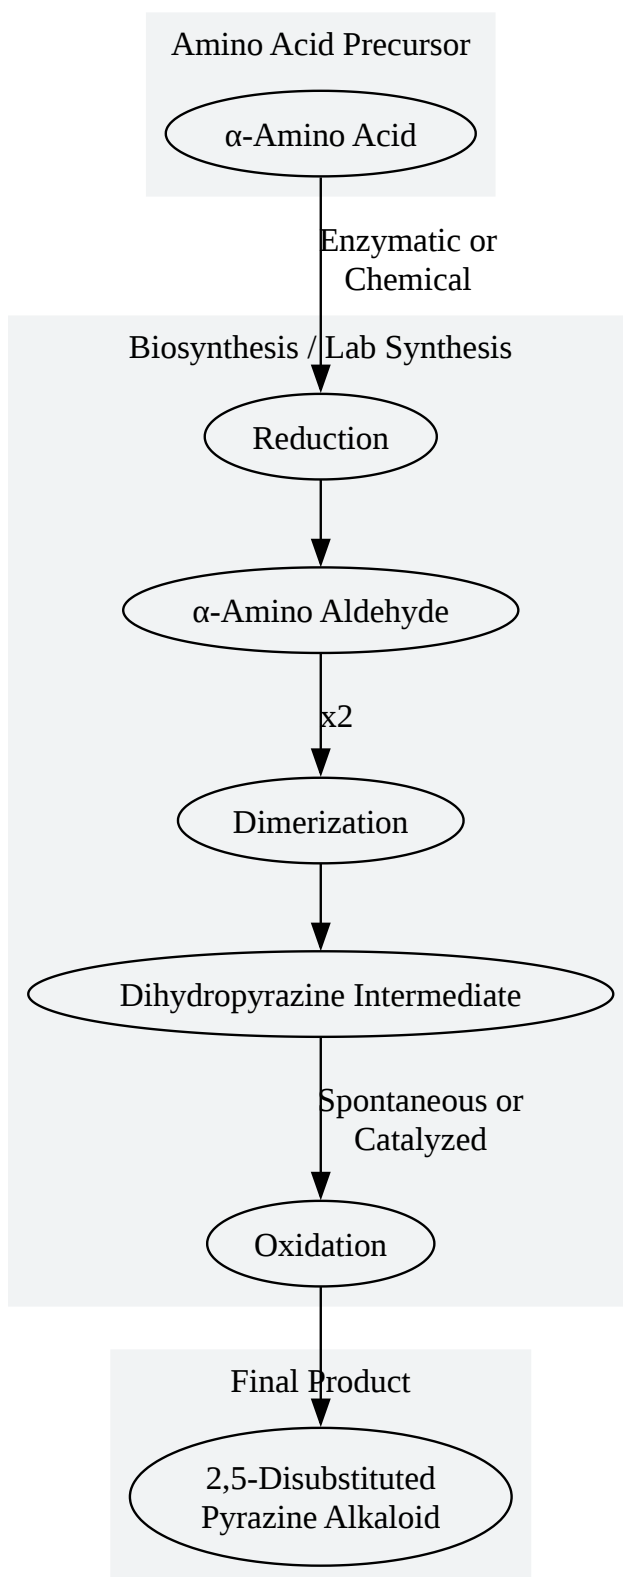 Amino Acid Precursor
α-Amino Acid
Enzymatic or
Chemical
Biosynthesis / Lab Synthesis
Reduction
α-Amino Aldehyde
x2
Dimerization
Dihydropyrazine Intermediate
Spontaneous or
Catalyzed
Oxidation
Final Product
2,5-Disubstituted
Pyrazine Alkaloid